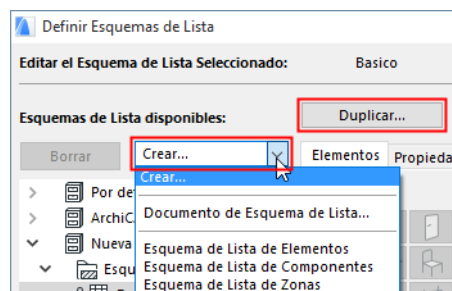 Definir Esquemas de Lista
Editar el Esquema de Lista Seleccionado: Basico
Esquemas de Lista disponibles: Duplicar...
Borrar Crear... Elementos
Crear...
Por
ArchiC
Documento de Esquema de Lista...
Nueva
Esquema de Lista de Elementos
Esqu
Esquema de Lista de Componentes
Esquema de Lista de Zonas